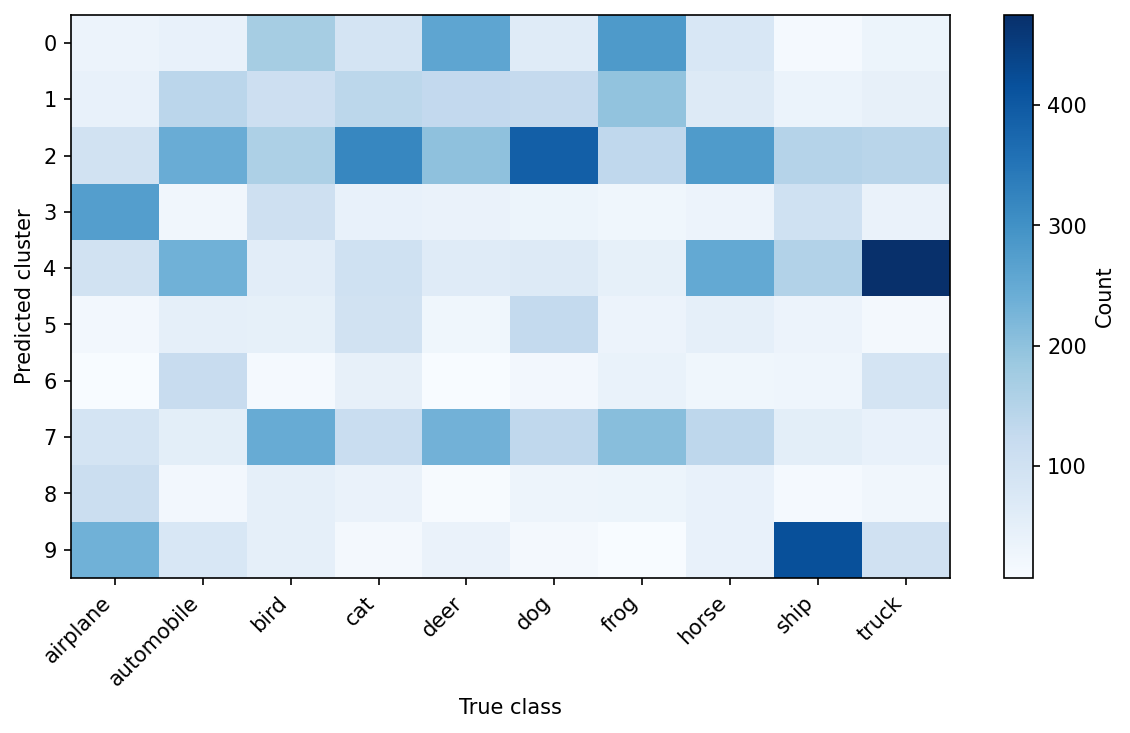 0
1
2
3
4
5
6
7
8
9
Predicted cluster
airplane
automobile
bird
cat
deer
dog
frog
horse
ship
truck
True class
400
300
200
100
Count